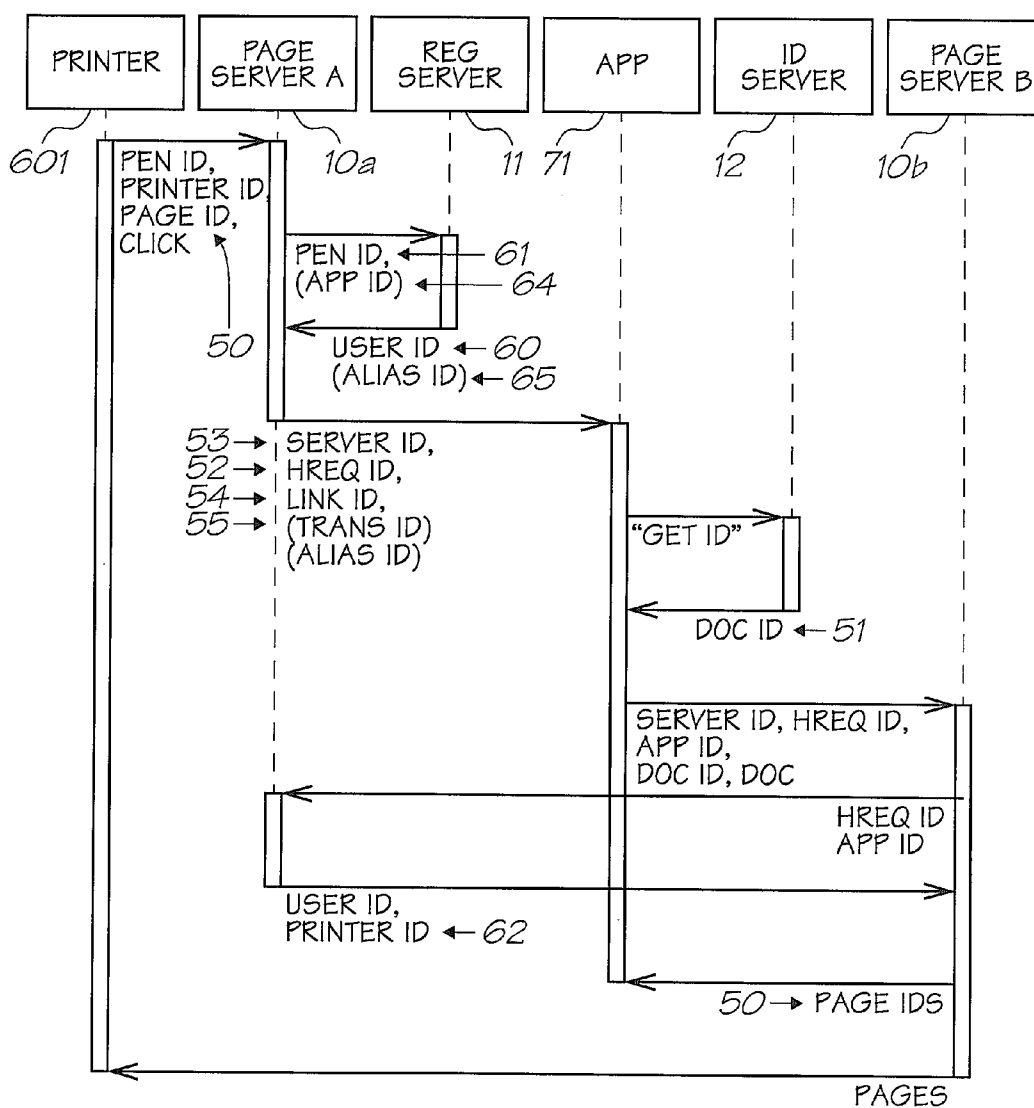 PRINTER
PAGE
SERVER A
REG
SERVER
APP
ID
SERVER
PAGE
SERVER B
601
10a
11
71
12
10b
PEN ID,
PRINTER ID,
PAGE ID,
CLICK
50
PEN ID,
61
(APP ID)
64
USER ID
60
(ALIAS ID)
65
53
SERVER ID,
52
HREQ ID,
54
LINK ID,
55
(TRANS ID)
(ALIAS ID)
“GET ID”
DOC ID
51
SERVER ID, HREQ ID,
APP ID,
DOC ID, DOC
HREQ ID
APP ID
USER ID,
PRINTER ID
62
50
PAGE IDS
PAGES